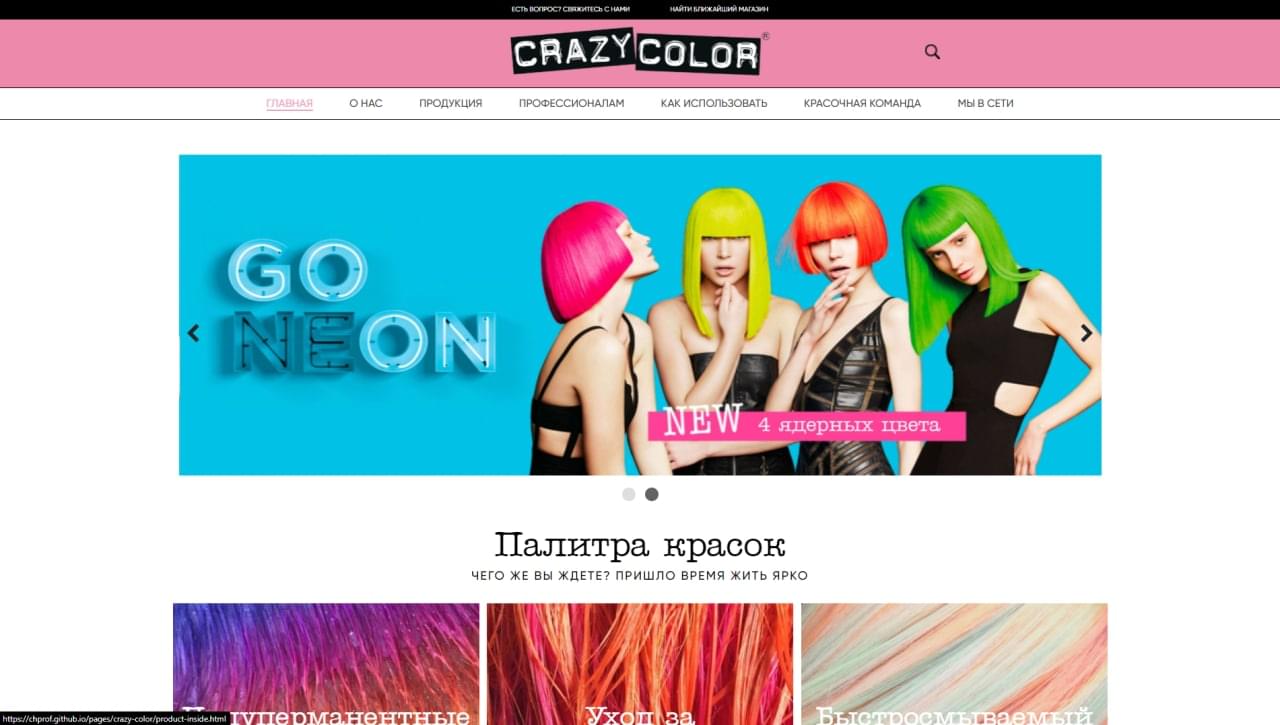 ЕСТЬ ВОПРОС? СВЯЖИТЕСЬ С НАМИ НАЙТИ БЛИЖАЙШИЙ МАГАЗИН
CRAZY COLOR®
ГЛАВНАЯ О НАС ПРОДУКЦИЯ ПРОФЕССИОНАЛАМ КАК ИСПОЛЬЗОВАТЬ КРАСОЧНАЯ КОМАНДА МЫ В СЕТИ
GO
NEON
NEW 4 ядерных цвета
Палитра красок
ЧЕГО ЖЕ ВЫ ЖДЕТЕ? ПРИШЛО ВРЕМЯ ЖИТЬ ЯРКО
Уход за Быстросмываемый
https://chprof.github.io/pages/crazy-color/product-inside.html